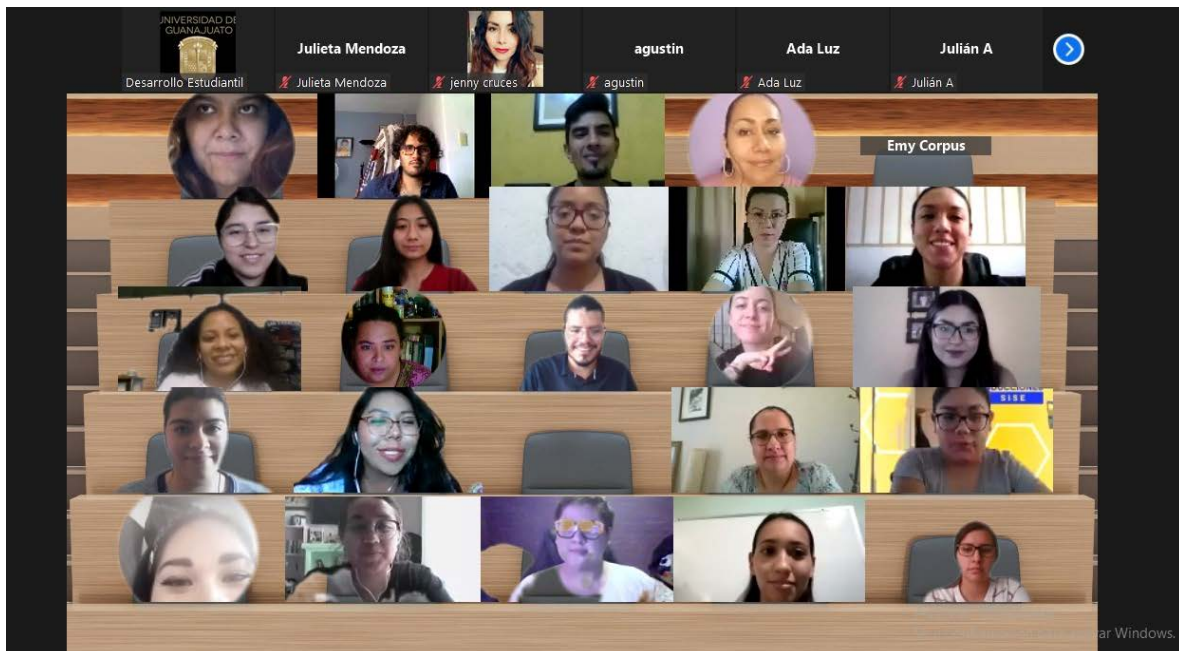 UNIVERSIDAD DE
GUANAJUATO
Desarrollo Estudiantil
Julieta Mendoza
Julieta Mendoza
jenny cruces
agustin
agustin
Ada Luz
Ada Luz
Julián A
Julián A
Emy Corpus
SISE
ar Windows.